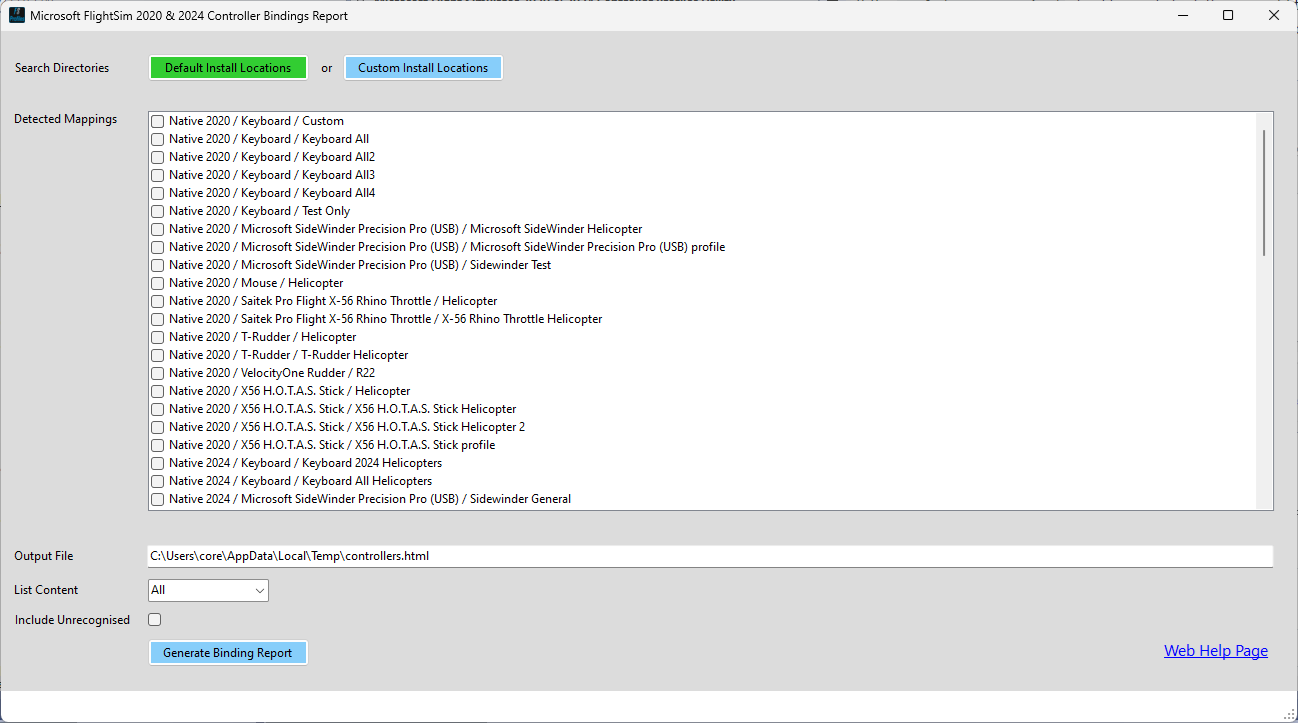 Microsoft FlightSim 2020 & 2024 Controller Bindings Report
Search Directories
Default Install Locations
or
Custom Install Locations
Detected Mappings
Native 2020 / Keyboard / Custom
Native 2020 / Keyboard / Keyboard All
Native 2020 / Keyboard / Keyboard All2
Native 2020 / Keyboard / Keyboard All3
Native 2020 / Keyboard / Keyboard All4
Native 2020 / Keyboard / Test Only
Native 2020 / Microsoft SideWinder Precision Pro (USB) / Microsoft SideWinder Helicopter
Native 2020 / Microsoft SideWinder Precision Pro (USB) / Microsoft SideWinder Precision Pro (USB) profile
Native 2020 / Microsoft SideWinder Precision Pro (USB) / Sidewinder Test
Native 2020 / Mouse / Helicopter
Native 2020 / Saitek Pro Flight X-56 Rhino Throttle / Helicopter
Native 2020 / Saitek Pro Flight X-56 Rhino Throttle / X-56 Rhino Throttle Helicopter
Native 2020 / T-Rudder / Helicopter
Native 2020 / T-Rudder / T-Rudder Helicopter
Native 2020 / VelocityOne Rudder / R22
Native 2020 / X56 H.O.T.A.S. Stick / Helicopter
Native 2020 / X56 H.O.T.A.S. Stick / X56 H.O.T.A.S. Stick Helicopter
Native 2020 / X56 H.O.T.A.S. Stick / X56 H.O.T.A.S. Stick Helicopter 2
Native 2020 / X56 H.O.T.A.S. Stick / X56 H.O.T.A.S. Stick profile
Native 2024 / Keyboard / Keyboard 2024 Helicopters
Native 2024 / Keyboard / Keyboard All Helicopters
Native 2024 / Microsoft SideWinder Precision Pro (USB) / Sidewinder General
Output File
C:\Users\core\AppData\Local\Temp\controllers.html
List Content
All
Include Unrecognised
Generate Binding Report
Web Help Page